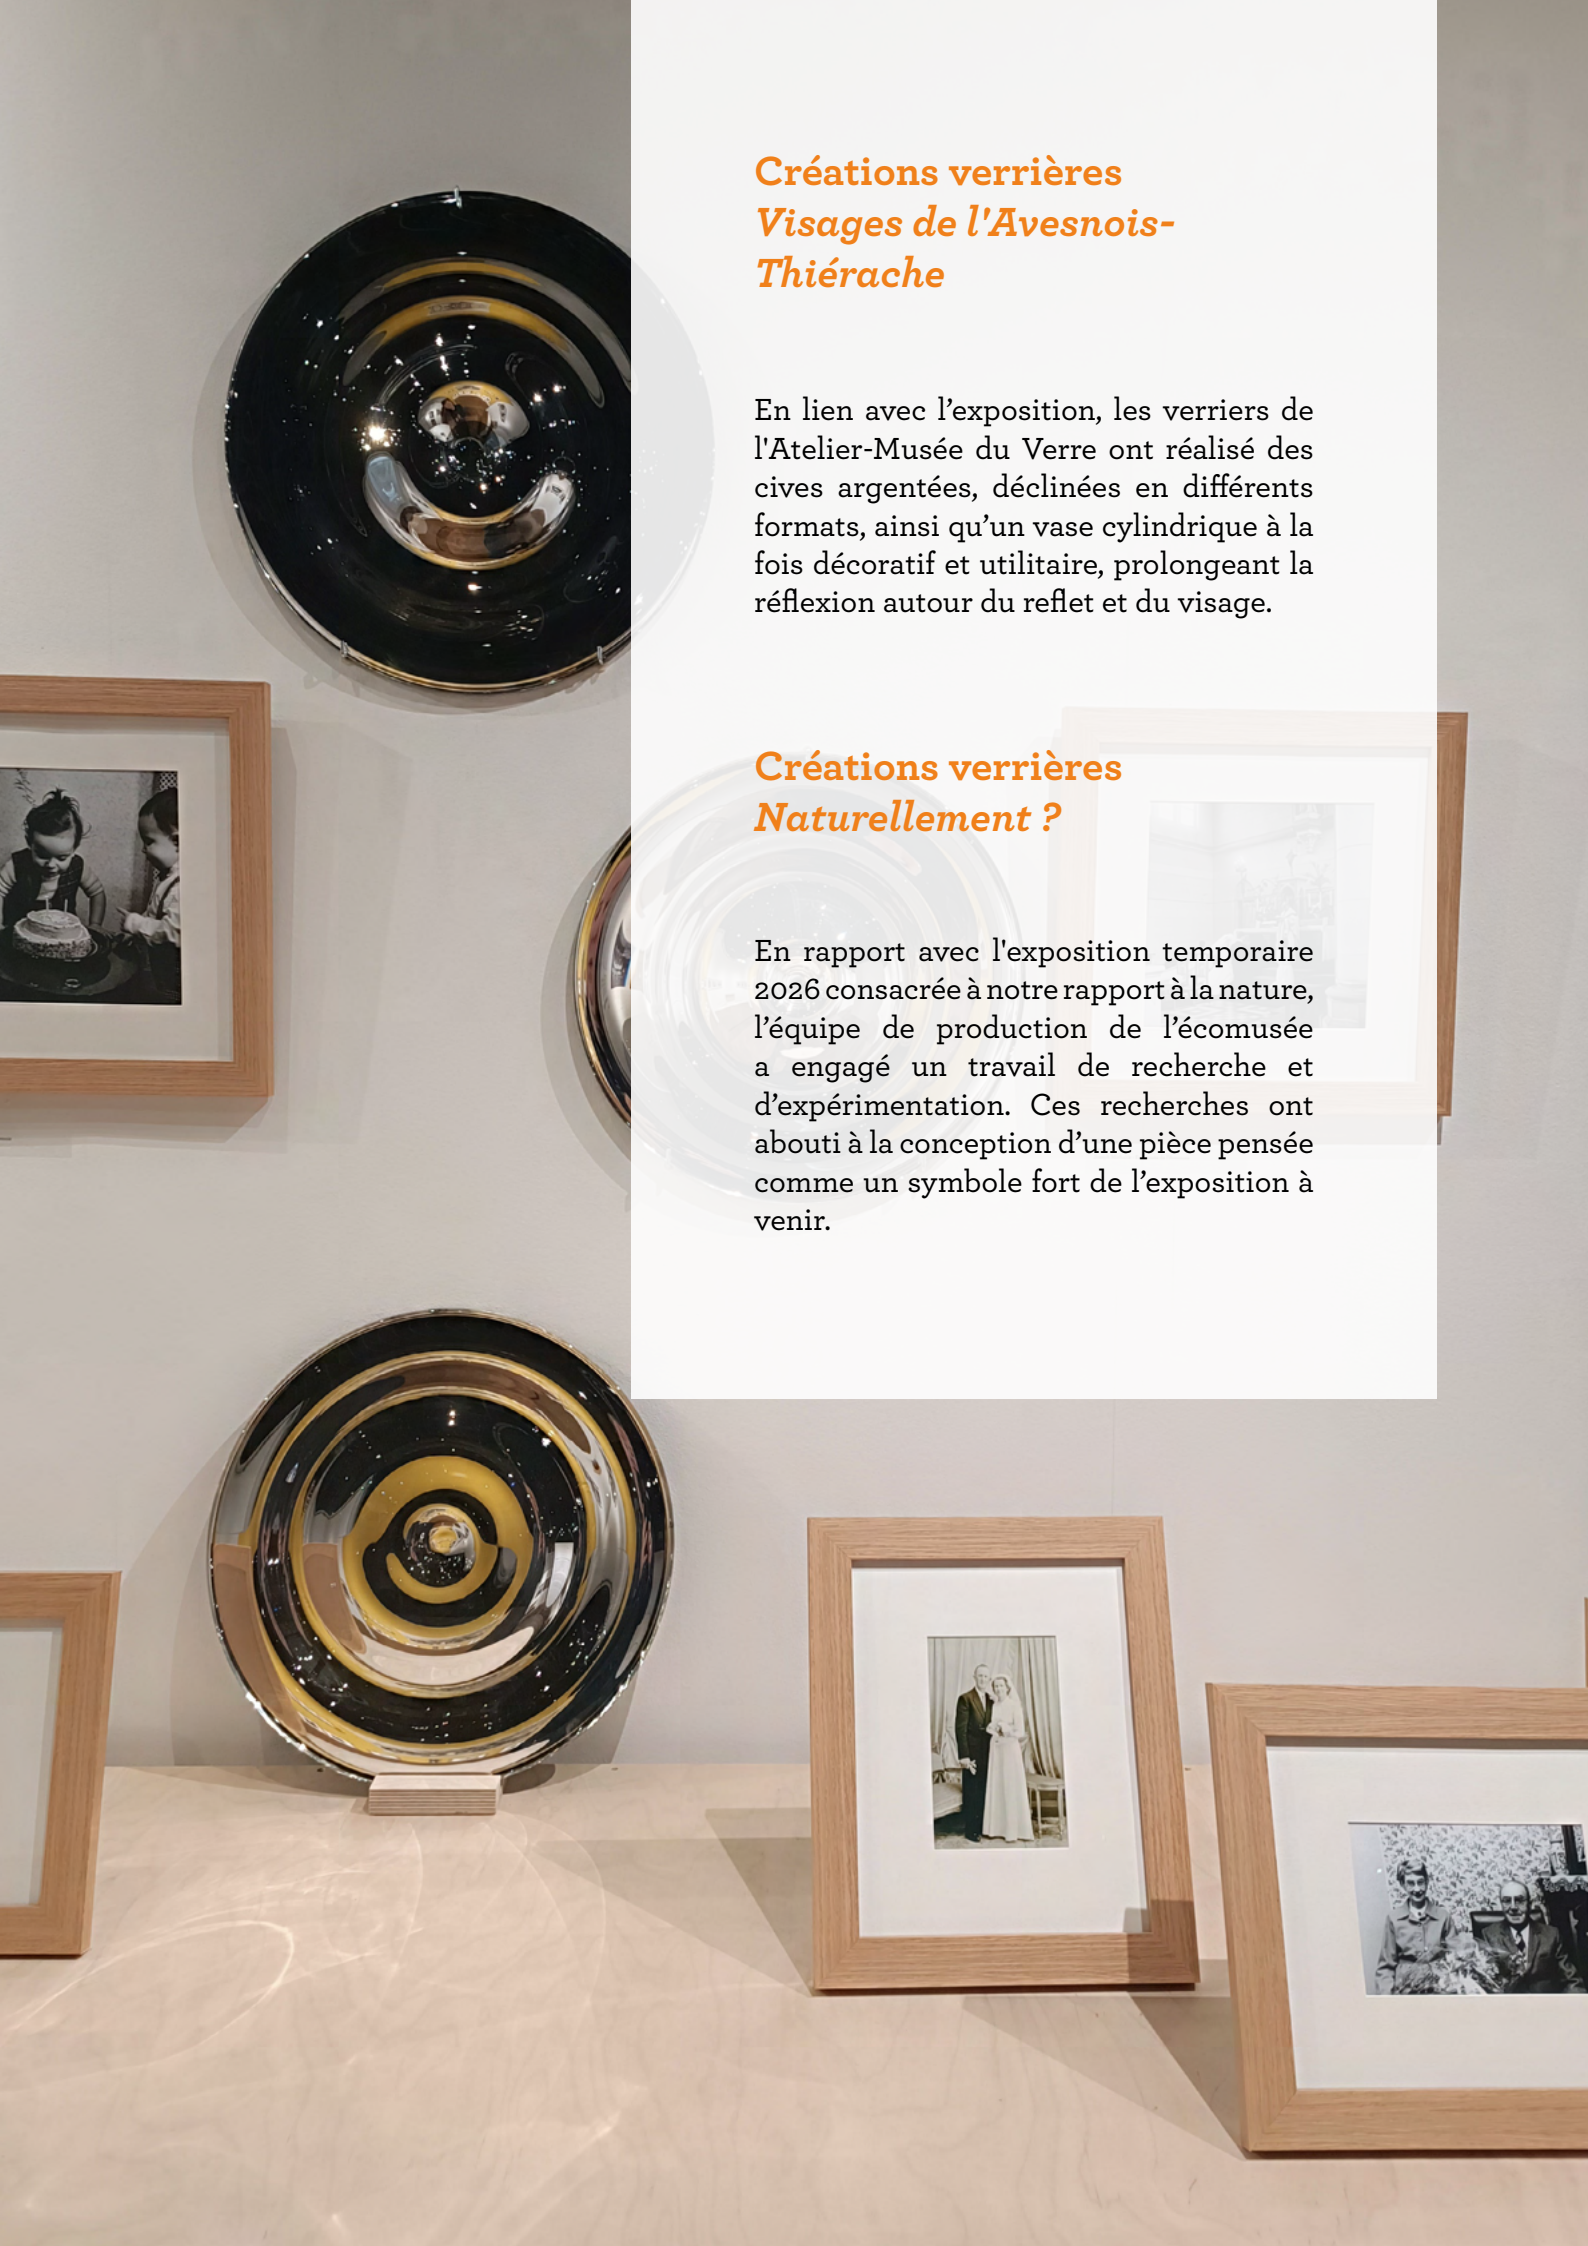 Créations verrières
Visages de l'Avesnois-
Thiérache
En lien avec l’exposition, les verriers de
l'Atelier-Musée du Verre ont réalisé des
cives argentées, déclinées en différents
formats, ainsi qu’un vase cylindrique à la
fois décoratif et utilitaire, prolongeant la
réflexion autour du reflet et du visage.
Créations verrières
Naturellement ?
En rapport avec l'exposition temporaire
2026 consacrée à notre rapport à la nature,
l’équipe de production de l’écomusée
a engagé un travail de recherche et
d’expérimentation. Ces recherches ont
abouti à la conception d’une pièce pensée
comme un symbole fort de l’exposition à
venir.